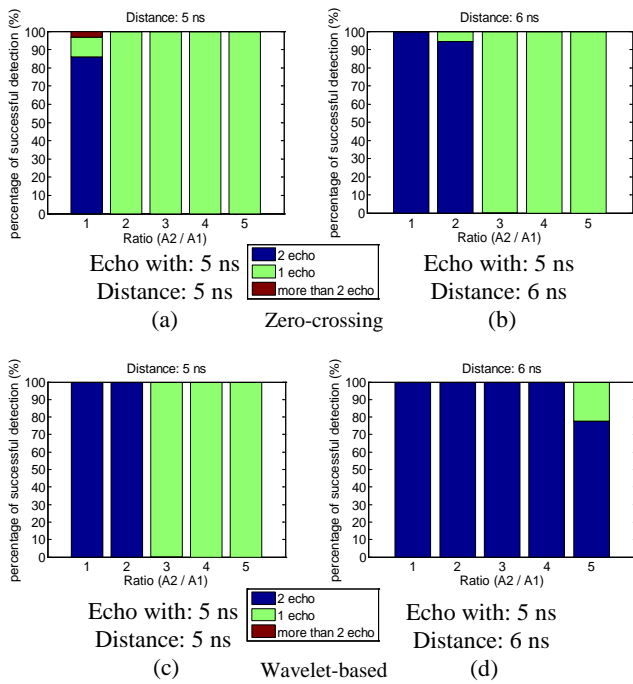 Distance: 5 ns
percentage of successful detection (%)
100
90
80
70
60
50
40
30
20
10
0
1 2 3 4 5
Ratio (A2 / A1)
Echo with: 5 ns
Distance: 5 ns
(a)
Distance: 6 ns
percentage of successful detection (%)
100
90
80
70
60
50
40
30
20
10
0
1 2 3 4 5
Ratio (A2 / A1)
Echo with: 5 ns
Distance: 6 ns
(b)
2 echo
1 echo
more than 2 echo
Zero-crossing
Distance: 5 ns
percentage of successful detection (%)
100
90
80
70
60
50
40
30
20
10
0
1 2 3 4 5
Ratio (A2 / A1)
Echo with: 5 ns
Distance: 5 ns
(c)
Distance: 6 ns
percentage of successful detection (%)
100
90
80
70
60
50
40
30
20
10
0
1 2 3 4 5
Ratio (A2 / A1)
Echo with: 5 ns
Distance: 6 ns
(d)
2 echo
1 echo
more than 2 echo
Wavelet-based